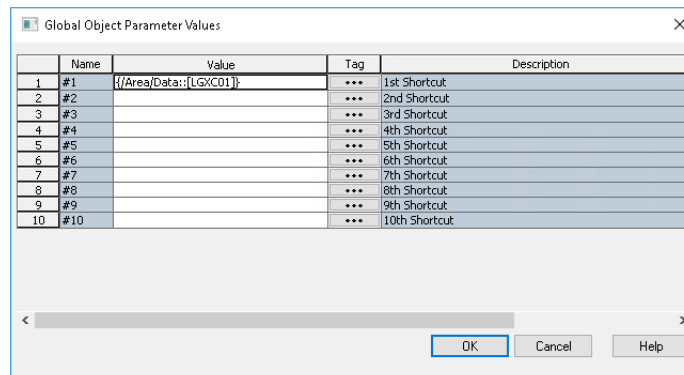 Global Object Parameter Values
Name Value Tag Description
1 #1 {/Area/Data::[LGXC01]} ••• 1st Shortcut
2 #2 ••• 2nd Shortcut
3 #3 ••• 3rd Shortcut
4 #4 ••• 4th Shortcut
5 #5 ••• 5th Shortcut
6 #6 ••• 6th Shortcut
7 #7 ••• 7th Shortcut
8 #8 ••• 8th Shortcut
9 #9 ••• 9th Shortcut
10 #10 ••• 10th Shortcut
OK Cancel Help